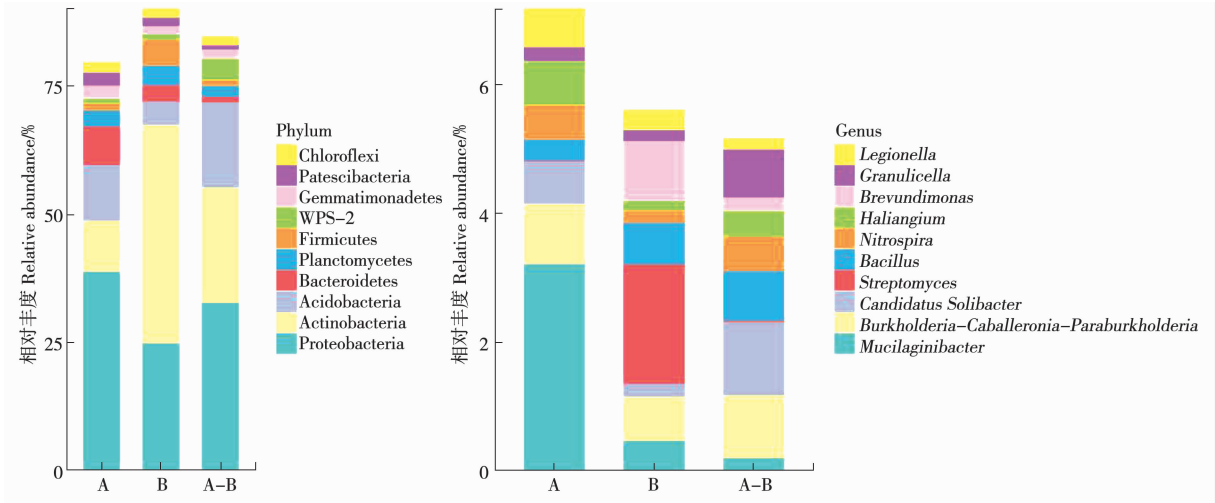 相对丰度 Relative abundance/%
75
50
25
0
A
B
A-B
Phylum
Chloroflexi
Patescibacteria
Gemmatimonadetes
WPS-2
Firmicutes
Planctomycetes
Bacteroidetes
Acidobacteria
Actinobacteria
Proteobacteria
相对丰度 Relative abundance/%
6
4
2
0
A
B
A-B
Genus
Legionella
Granulicella
Brevundimonas
Haliangium
Nitrospira
Bacillus
Streptomyces
Candidatus Solibacter
Burkholderia-Caballeronia-Paraburkholderia
Mucilaginibacter